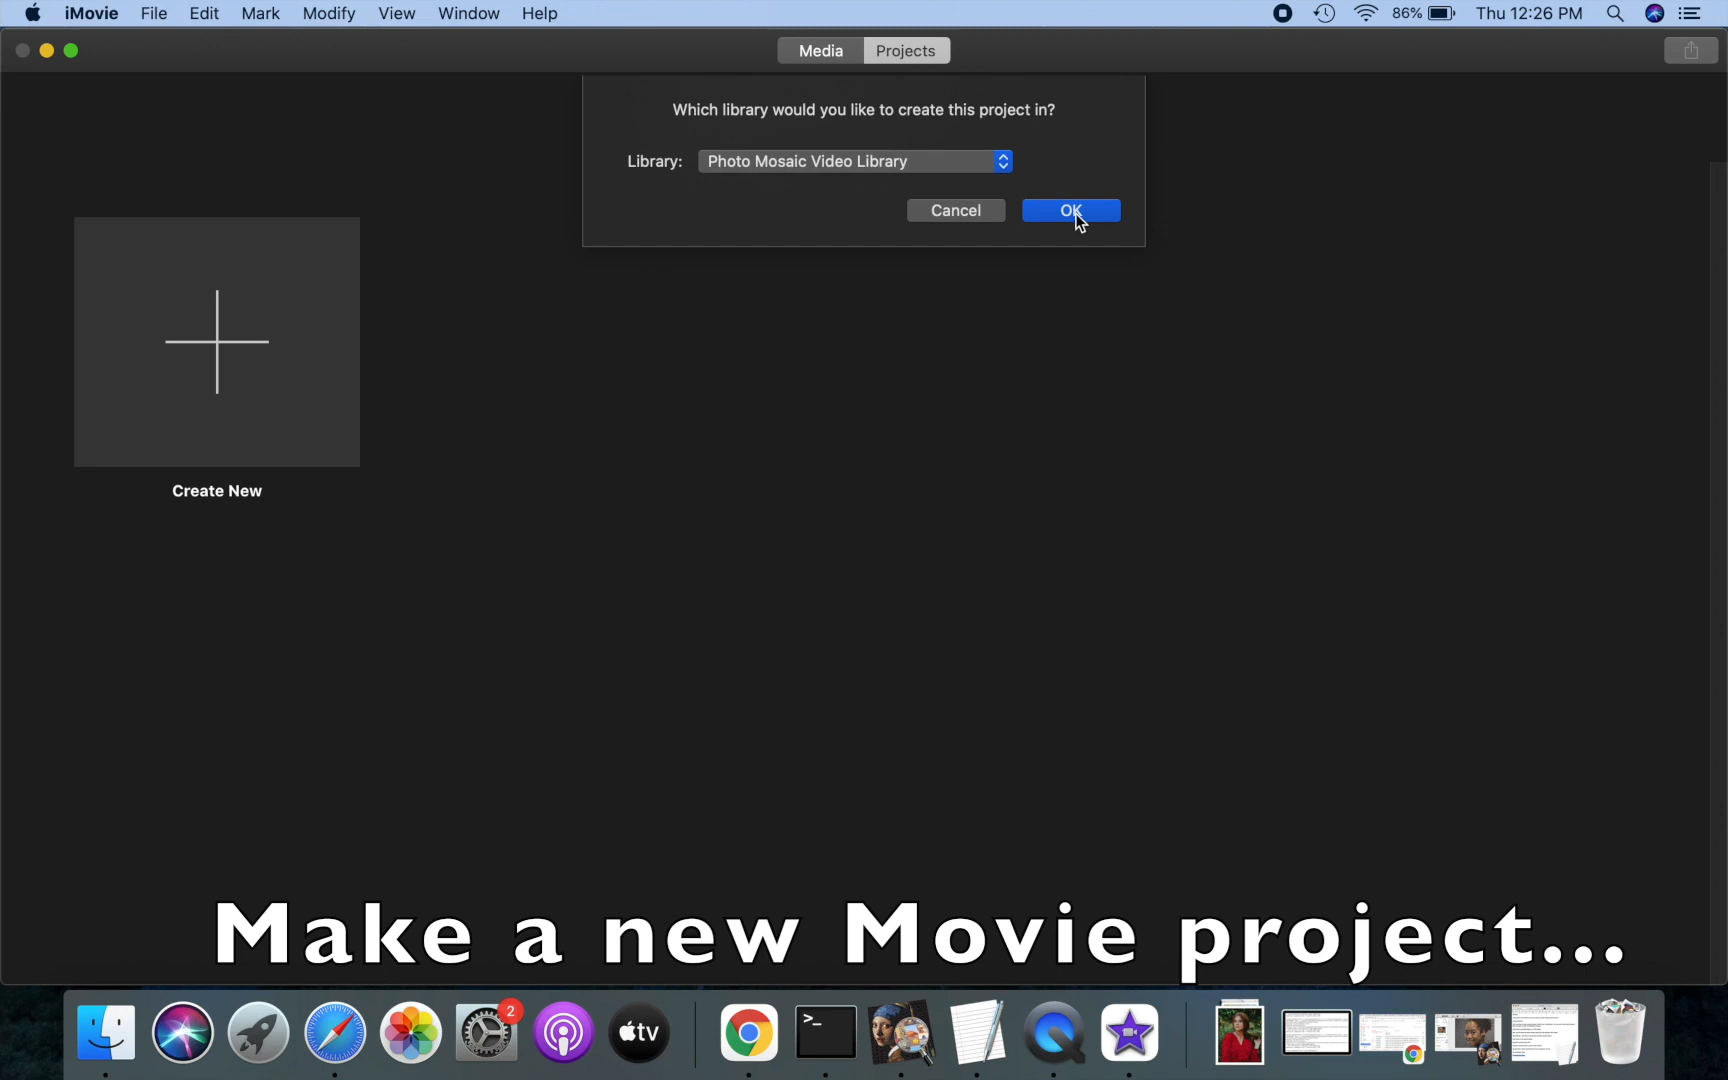 iMovie File Edit Mark Modify View Window Help 86% Thu 12:26 PM
Media Projects
Which library would you like to create this project in?
Library: Photo Mosaic Video Library
Cancel OK
Create New
Make a new Movie project...
2
tv
>_